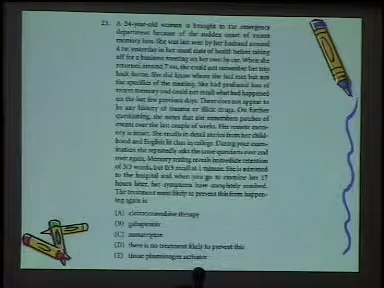 23. A 54-year-old woman is brought to the emergency
department because of the sudden onset of recent
memory loss. She was last seen by her husband around
4 PM yesterday in her usual state of health before taking
off for a business meeting on her own by car. When she
returned around 7 PM, she could not remember her trip
back home. She did know whom she had met but not
the specifics of the meeting. She had profound loss of
recent memory and could not recall what had happened
on the last few previous days. There does not appear to
be any history of trauma or illicit drugs. On further
questioning, she notes that she remembers patches of
events over the last couple of weeks. Her remote mem-
ory is intact. She recalls in detail stories from her child-
hood and English lit class in college. During your exam-
ination she repeatedly asks the same questions over and
over again. Memory testing reveals immediate retention
of 3/3 words, but 0/3 recall at 1 minute. She is admitted
to the hospital and when you go to examine her 17
hours later, her symptoms have completely resolved.
The treatment most likely to prevent this from happen-
ing again is
(A) electroconvulsive therapy
(B) gabapentin
(C) sumatriptan
(D) there is no treatment likely to prevent this
(E) tissue plasminogen activator